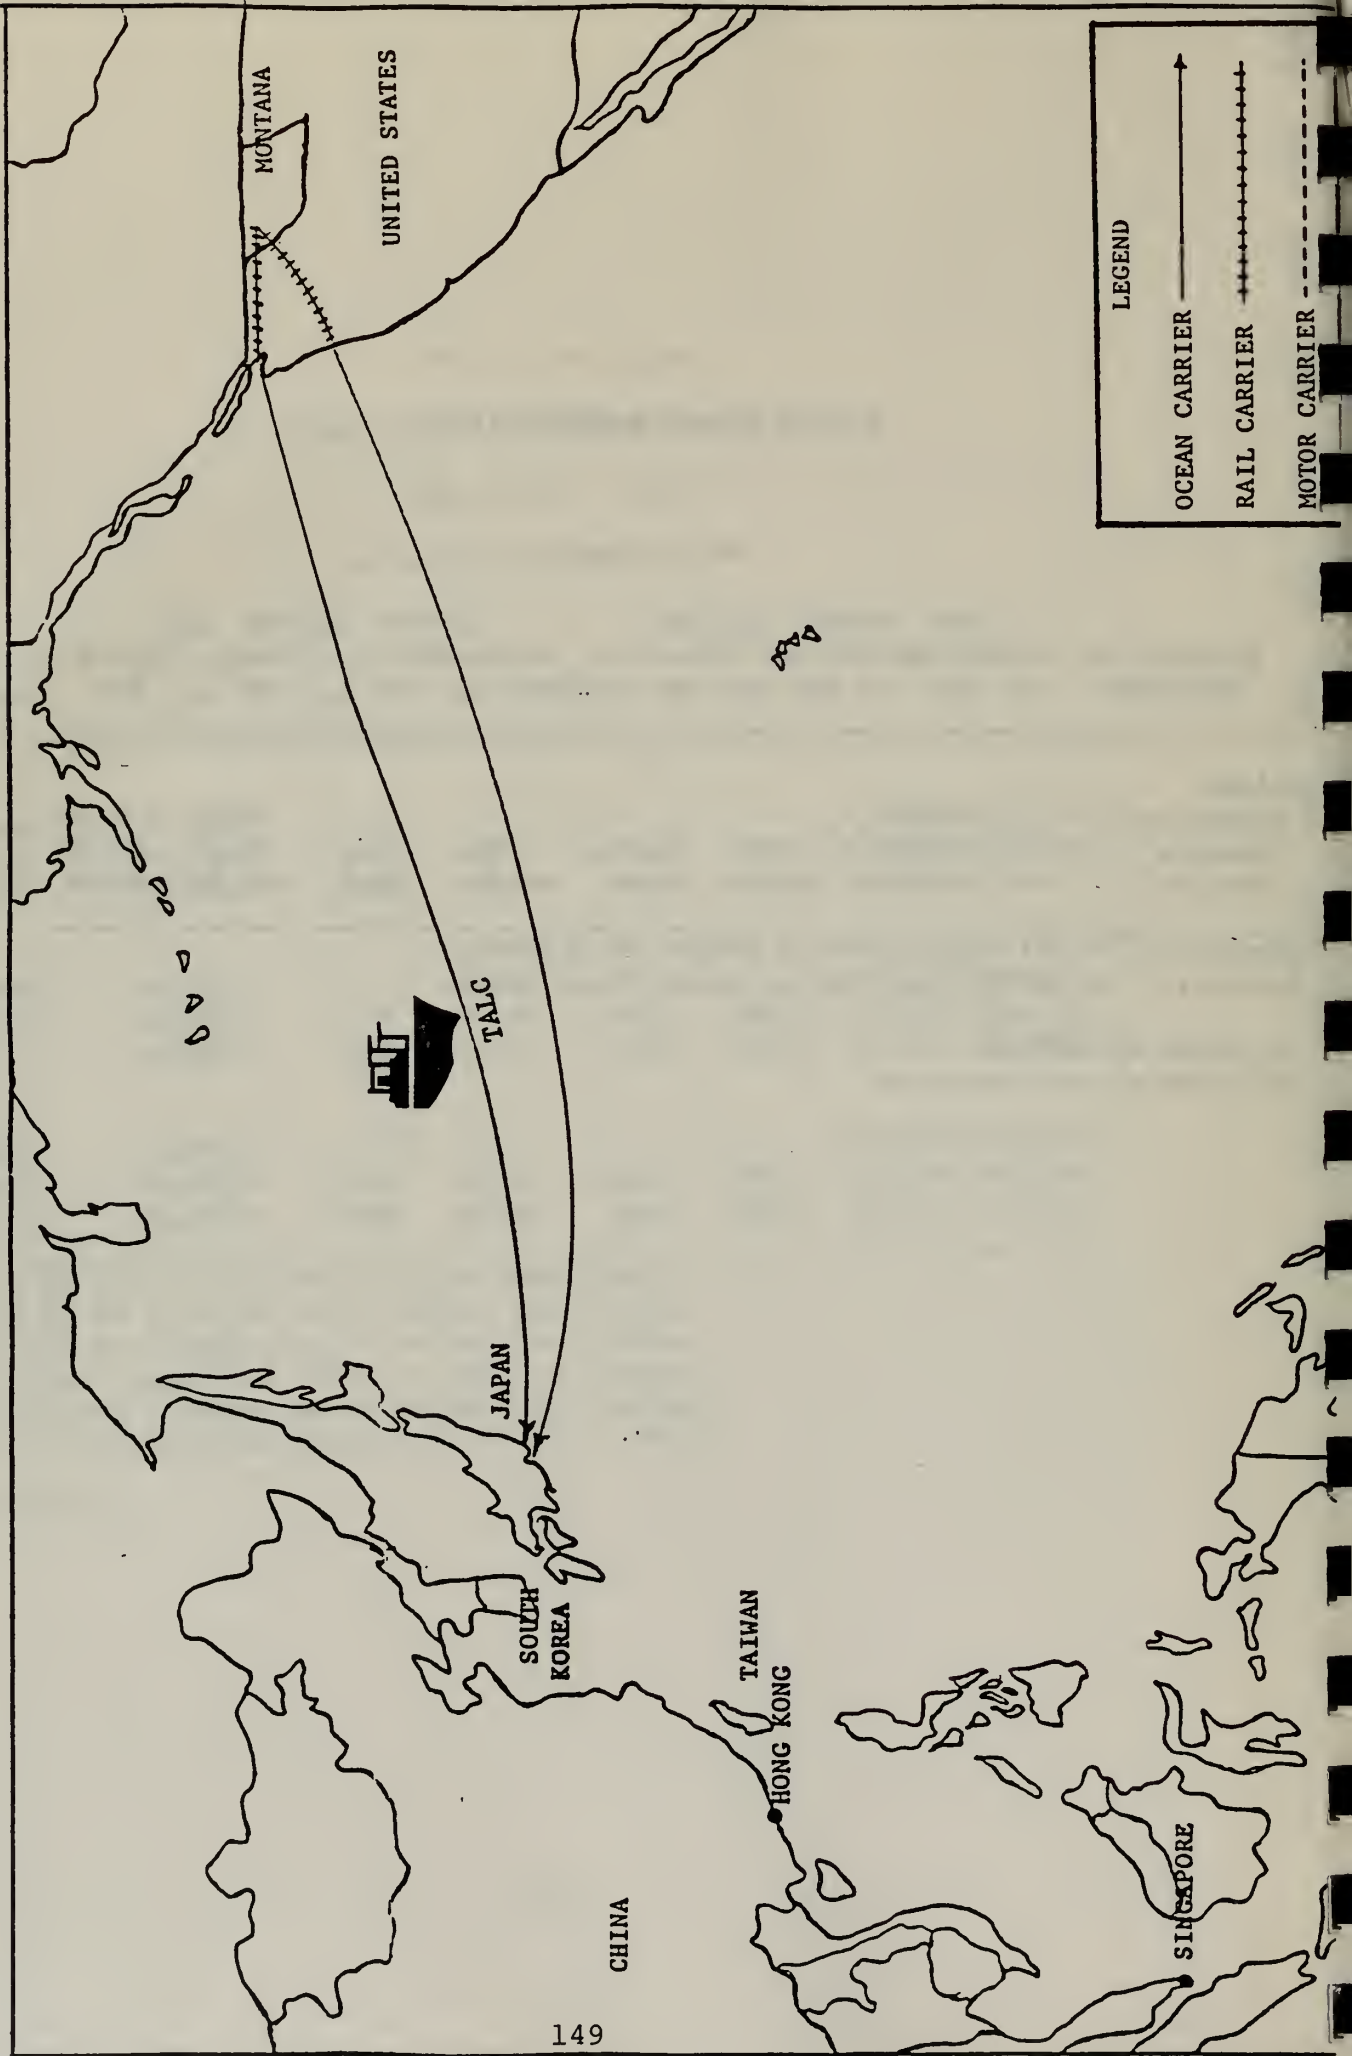 MONTANA
UNITED STATES
TALC
JAPAN
SOUTH
KOREA
TAIWAN
HONG KONG
CHINA
SINGAPORE
LEGEND
OCEAN CARRIER
RAIL CARRIER
MOTOR CARRIER
149